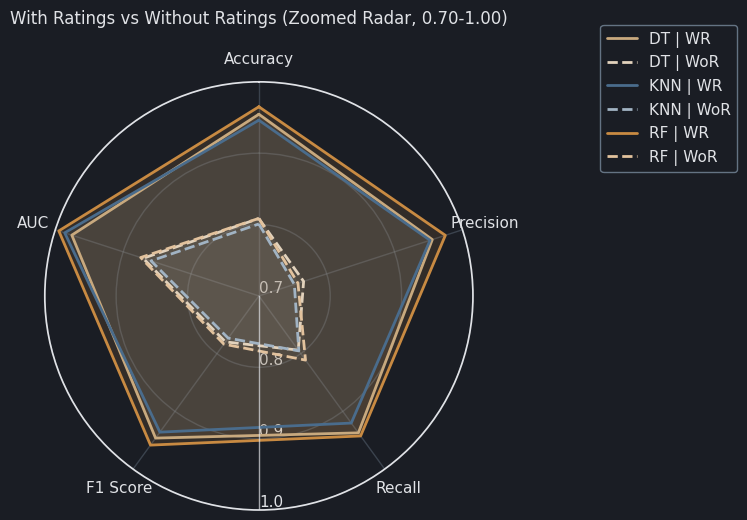 With Ratings vs Without Ratings (Zoomed Radar, 0.70-1.00)
DT | WR
DT | WoR
KNN | WR
KNN | WoR
RF | WR
RF | WoR
Accuracy
AUC
Precision
0.7
0.8
0.9
F1 Score
Recall
1.0